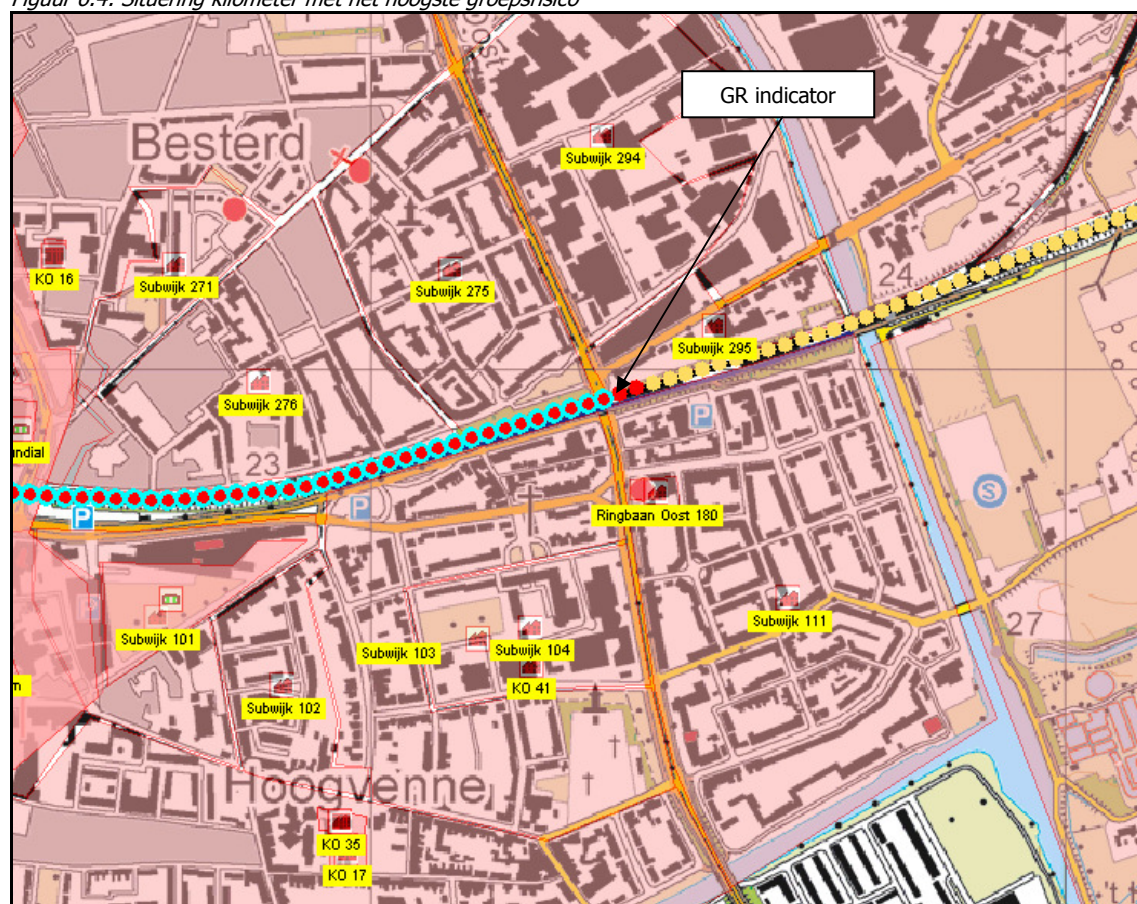 Figuur 6.4: Situering kilometer met het hoogste groepsrisico
GR indicator
Besterd
Subwijk 294
KO 16
Subwijk 271
Subwijk 275
2
24
Subwijk 295
Subwijk 276
undial
23
P
P
P
S
Ringbaan Oost 180
Subwijk 101
Subwijk 103
Subwijk 104
Subwijk 111
27
KO 41
m
Subwijk 102
Hoogvenne
KO 35
KO 17